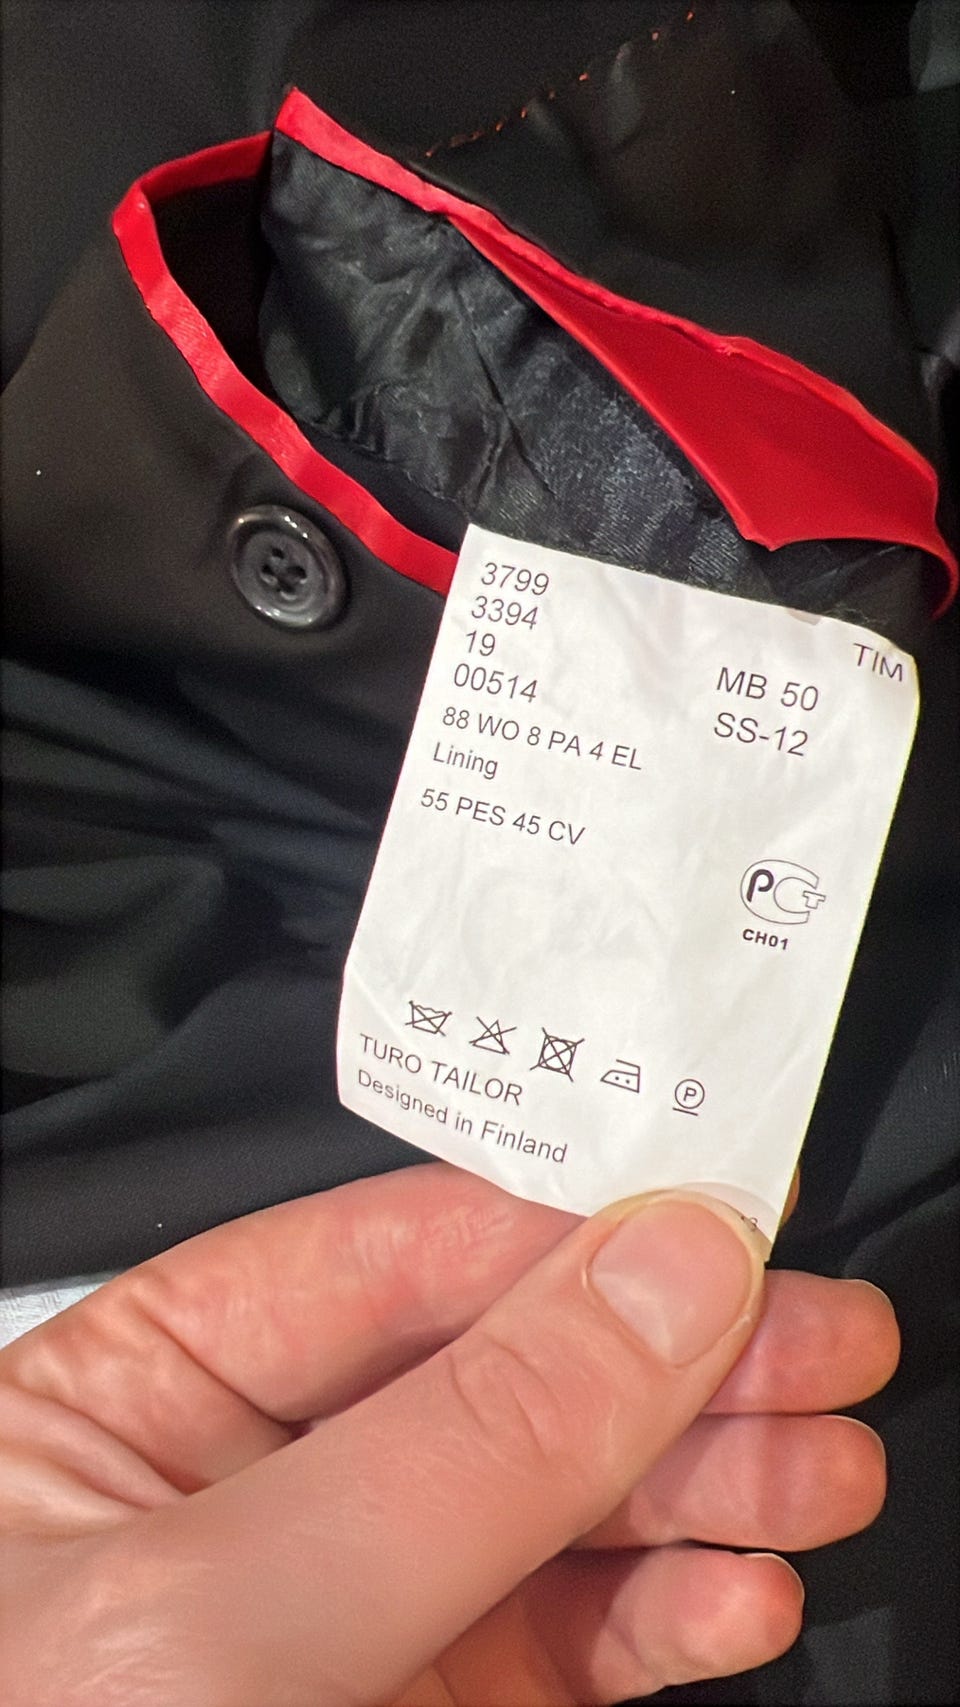 3799
3394
19
00514
88 WO 8 PA 4 EL
Lining
55 PES 45 CV
TIM
MB 50
SS-12
РСТ
CH01
P
TURO TAILOR
Designed in Finland